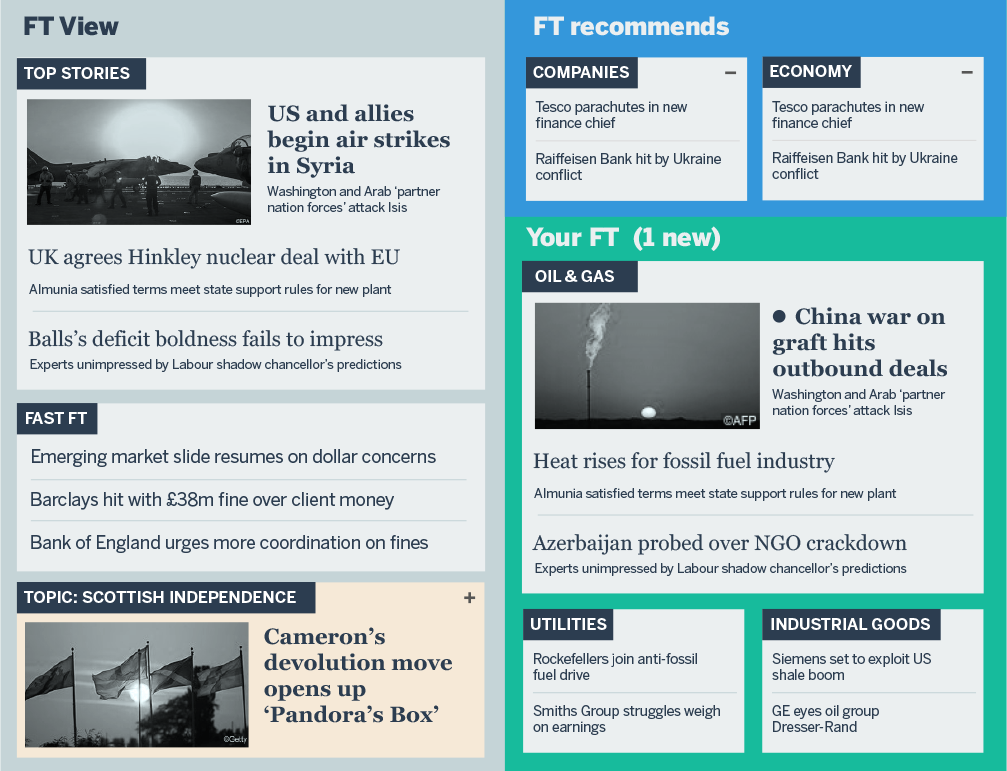 FT View
TOP STORIES
©EPA
US and allies
begin air strikes
in Syria
Washington and Arab ‘partner
nation forces’ attack Isis
UK agrees Hinkley nuclear deal with EU
Almunia satisfied terms meet state support rules for new plant
Balls’s deficit boldness fails to impress
Experts unimpressed by Labour shadow chancellor’s predictions
FAST FT
Emerging market slide resumes on dollar concerns
Barclays hit with £38m fine over client money
Bank of England urges more coordination on fines
TOPIC: SCOTTISH INDEPENDENCE +
©Getty
Cameron’s
devolution move
opens up
‘Pandora’s Box’
FT recommends
COMPANIES –
Tesco parachutes in new
finance chief
Raiffeisen Bank hit by Ukraine
conflict
ECONOMY –
Tesco parachutes in new
finance chief
Raiffeisen Bank hit by Ukraine
conflict
Your FT (1 new)
OIL & GAS
©AFP
● China war on
graft hits
outbound deals
Washington and Arab ‘partner
nation forces’ attack Isis
Heat rises for fossil fuel industry
Almunia satisfied terms meet state support rules for new plant
Azerbaijan probed over NGO crackdown
Experts unimpressed by Labour shadow chancellor’s predictions
UTILITIES
Rockefellers join anti-fossil
fuel drive
Smiths Group struggles weigh
on earnings
INDUSTRIAL GOODS
Siemens set to exploit US
shale boom
GE eyes oil group
Dresser-Rand